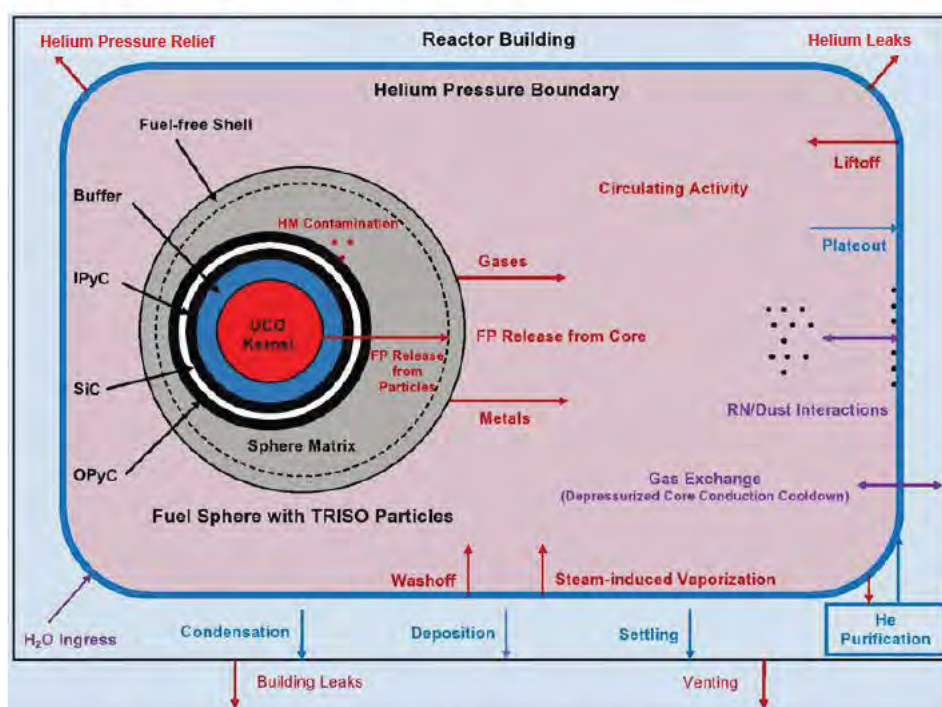 Helium Pressure Relief
Reactor Building
Helium Leaks
Helium Pressure Boundary
Fuel-free Shell
Liftoff
Buffer
Circulating Activity
HM Contamination
Plateout
IPyC
Gases
UCO
Kernel
FP Release
from
Particles
FP Release from Core
SiC
Metals
RN/Dust Interactions
Sphere Matrix
OPyC
Gas Exchange
(Depressurized Core Conduction Cooldown)
Fuel Sphere with TRISO Particles
Washoff
Steam-induced Vaporization
H₂O Ingress
Condensation
Deposition
Settling
He
Purification
Building Leaks
Venting